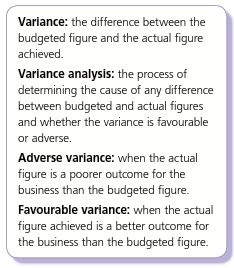 Variance: the difference between the
budgeted figure and the actual figure
achieved.
Variance analysis: the process of
determining the cause of any difference
between budgeted and actual figures
and whether the variance is favourable
or adverse.
Adverse variance: when the actual
figure is a poorer outcome for the
business than the budgeted figure.
Favourable variance: when the actual
figure achieved is a better outcome for
the business than the budgeted figure.